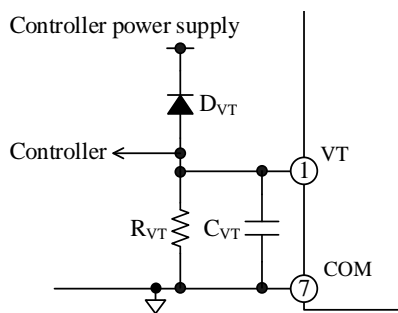 Controller power supply
DVT
Controller
VT
1
RVT
CVT
COM
7